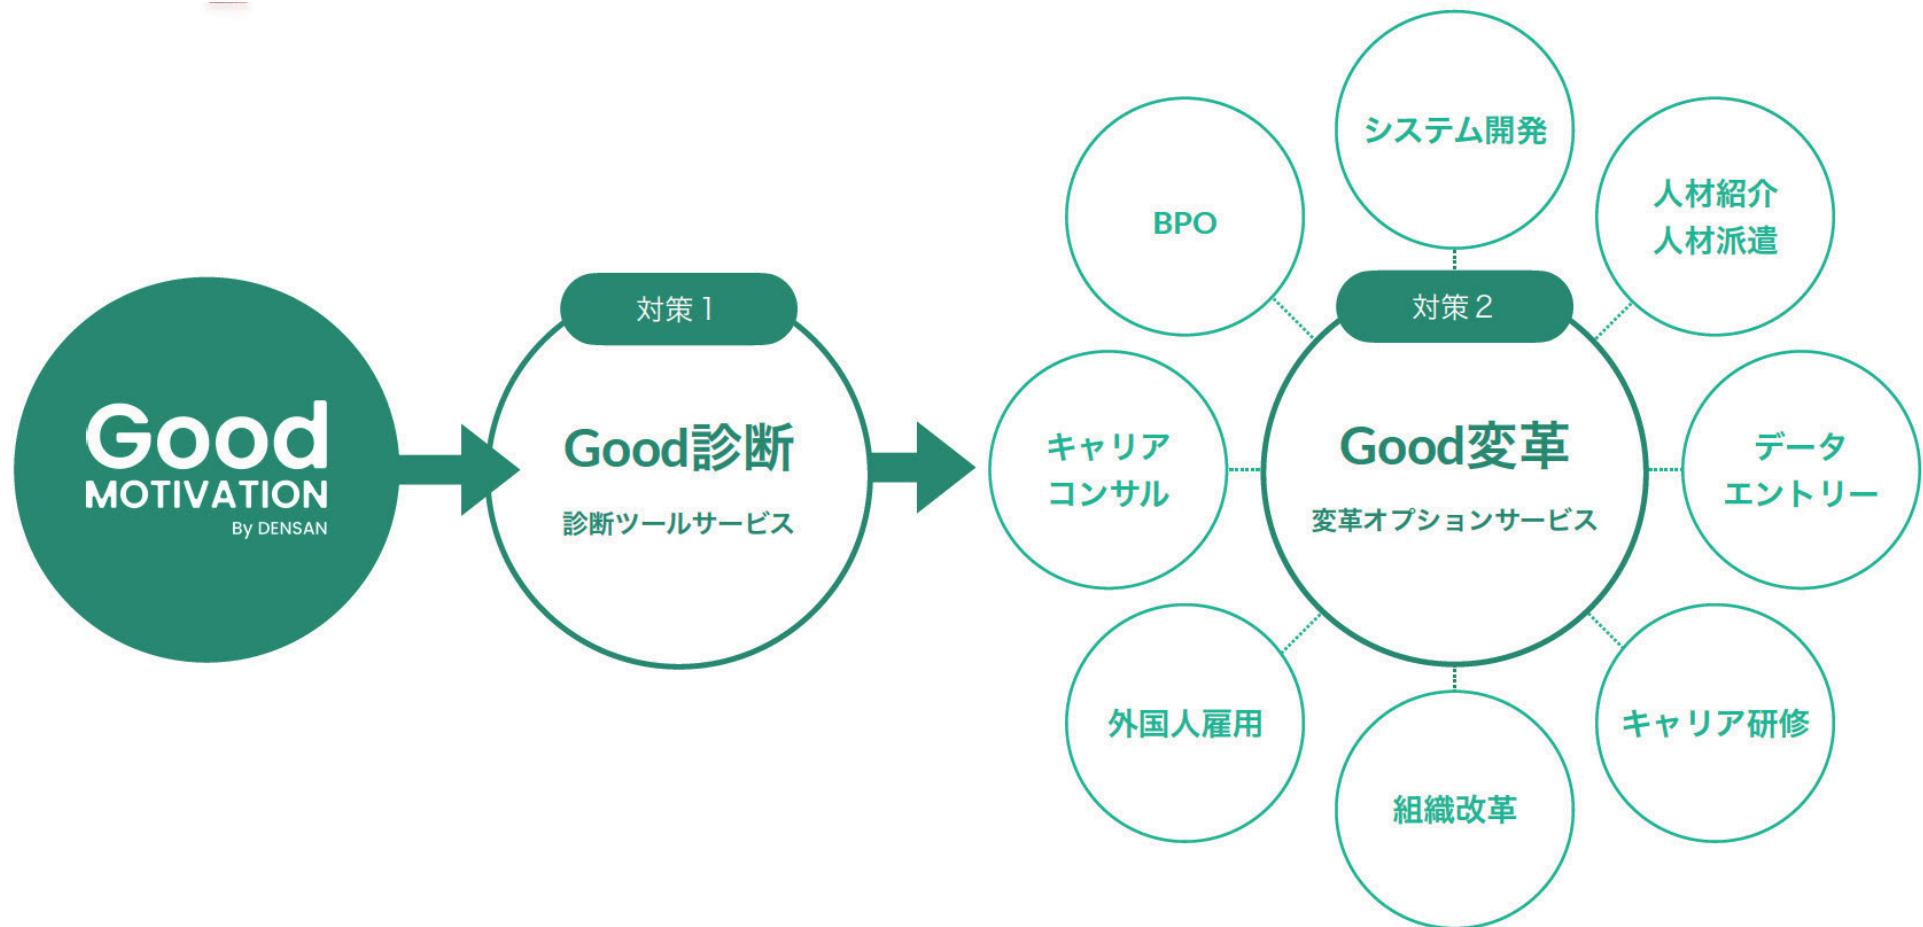 Good
MOTIVATION
By DENSAN
対策1
Good診断
診断ツールサービス
対策2
Good変革
変革オプションサービス
システム開発
人材紹介
人材派遣
データ
エントリー
キャリア研修
組織改革
外国人雇用
キャリア
コンサル
BPO